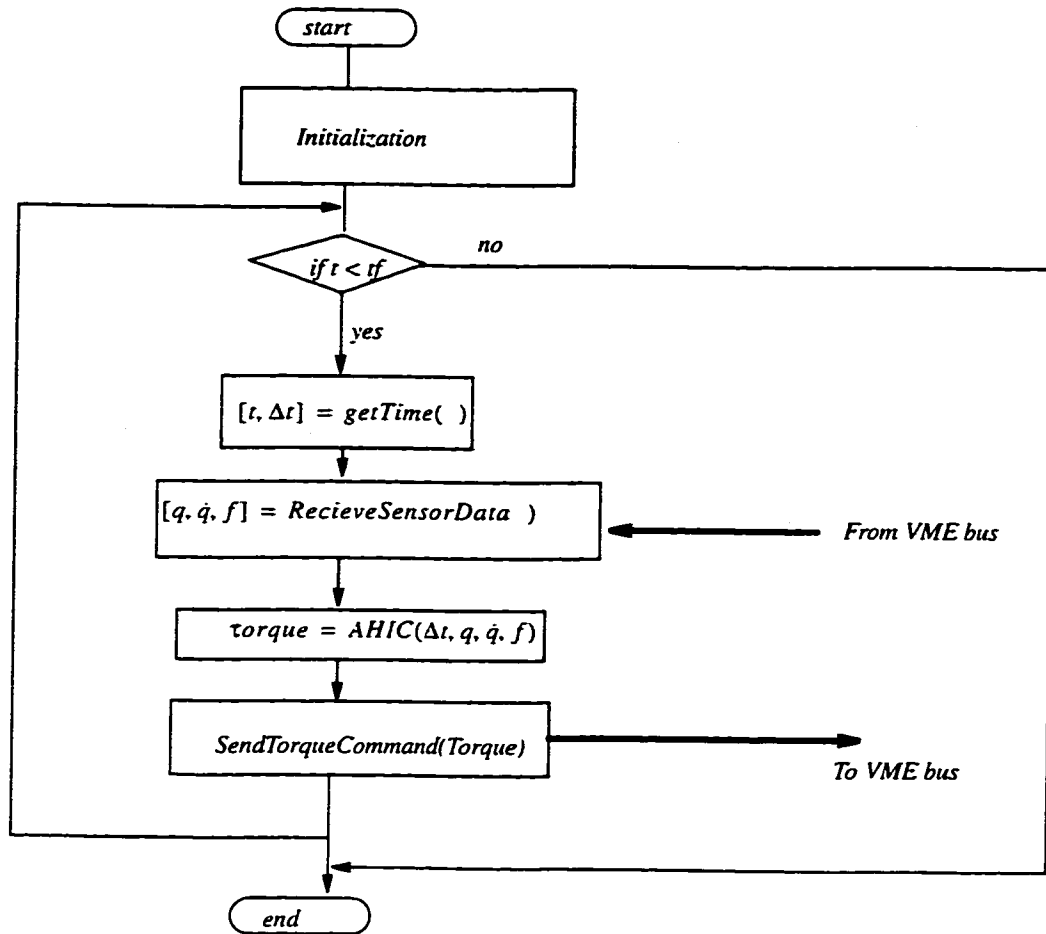 start
Initialization
if t < tf
no
yes
[t, Δt] = getTime( )
[q, q̇, f] = RecieveSensorData )
From VME bus
τorque = AHIC(Δt, q, q̇, f)
SendTorqueCommand(Torque)
To VME bus
end